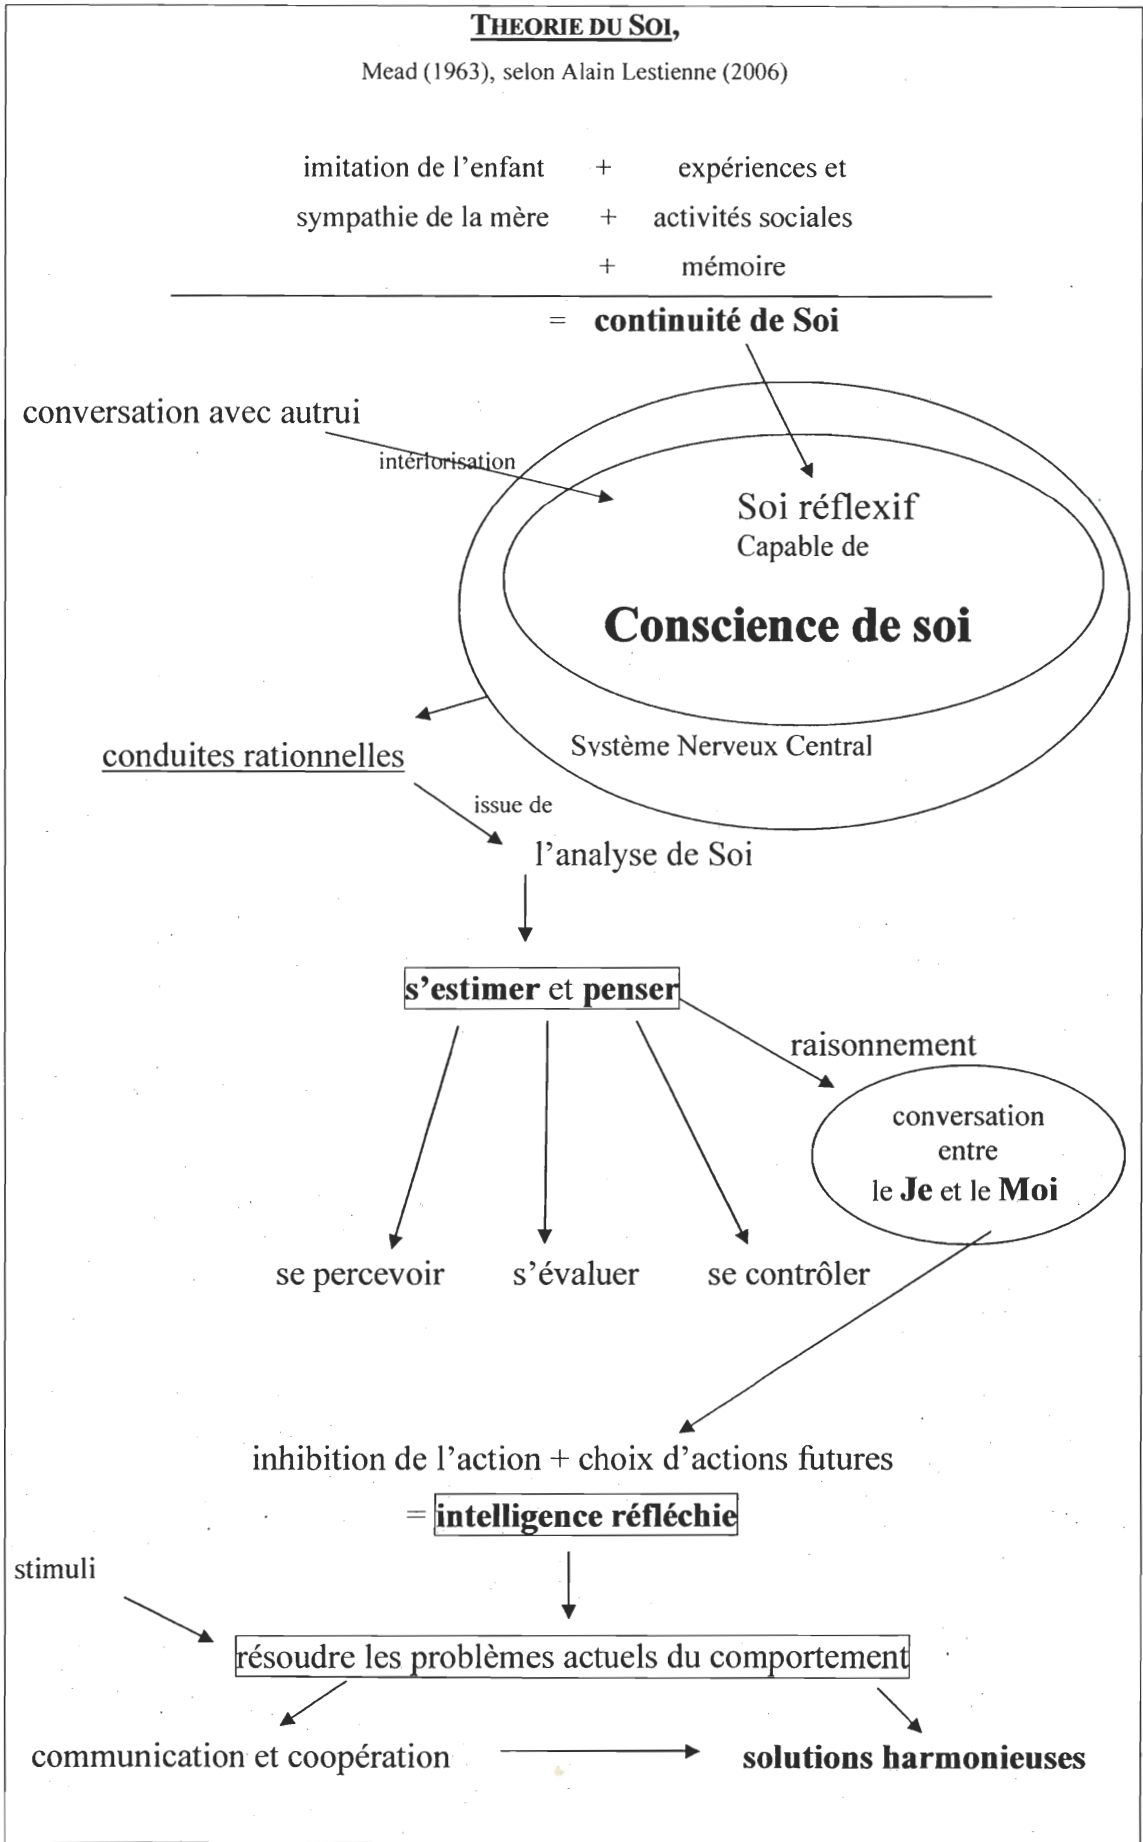 THEORIE DU SOI,
Mead (1963), selon Alain Lestienne (2006)
imitation de l'enfant + expériences et
sympathie de la mère + activités sociales
+ mémoire
= continuité de Soi
conversation avec autrui
intériorisation
Soi réflexif
Capable de
Conscience de soi
Système Nerveux Central
conduites rationnelles
issue de
l'analyse de Soi
s'estimer et penser
raisonnement
conversation
entre
le Je et le Moi
se percevoir s'évaluer se contrôler
inhibition de l'action + choix d'actions futures
= intelligence réfléchie
stimuli
résoudre les problèmes actuels du comportement
communication et coopération solutions harmonieuses